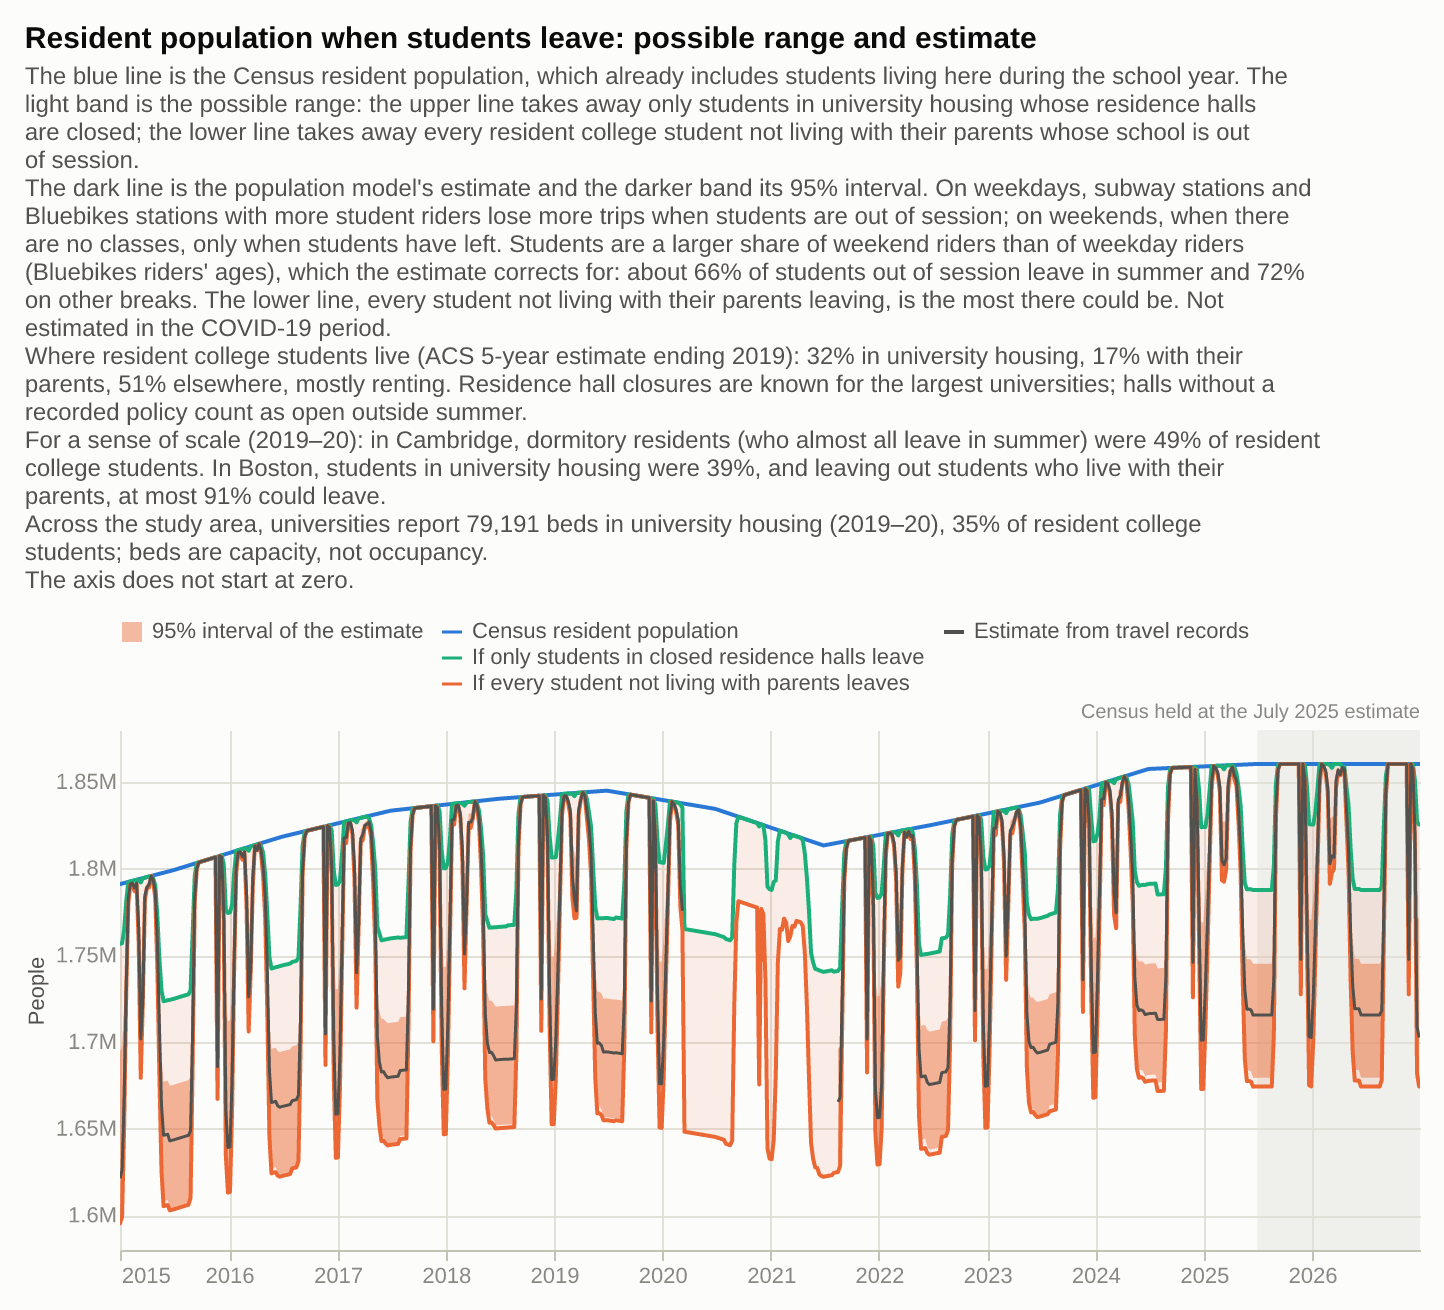 Resident population when students leave: possible range and estimate
The blue line is the Census resident population, which already includes students living here during the school year. The
light band is the possible range: the upper line takes away only students in university housing whose residence halls
are closed; the lower line takes away every resident college student not living with their parents whose school is out
of session.
The dark line is the population model's estimate and the darker band its 95% interval. On weekdays, subway stations and
Bluebikes stations with more student riders lose more trips when students are out of session; on weekends, when there
are no classes, only when students have left. Students are a larger share of weekend riders than of weekday riders
(Bluebikes riders' ages), which the estimate corrects for: about 66% of students out of session leave in summer and 72%
on other breaks. The lower line, every student not living with their parents leaving, is the most there could be. Not
estimated in the COVID-19 period.
Where resident college students live (ACS 5-year estimate ending 2019): 32% in university housing, 17% with their
parents, 51% elsewhere, mostly renting. Residence hall closures are known for the largest universities; halls without a
recorded policy count as open outside summer.
For a sense of scale (2019–20): in Cambridge, dormitory residents (who almost all leave in summer) were 49% of resident
college students. In Boston, students in university housing were 39%, and leaving out students who live with their
parents, at most 91% could leave.
Across the study area, universities report 79,191 beds in university housing (2019–20), 35% of resident college
students; beds are capacity, not occupancy.
The axis does not start at zero.
95% interval of the estimate
Census resident population
Estimate from travel records
If only students in closed residence halls leave
If every student not living with parents leaves
Census held at the July 2025 estimate
1.85M
1.8M
1.75M
1.7M
1.65M
1.6M
People
2015 2016 2017 2018 2019 2020 2021 2022 2023 2024 2025 2026